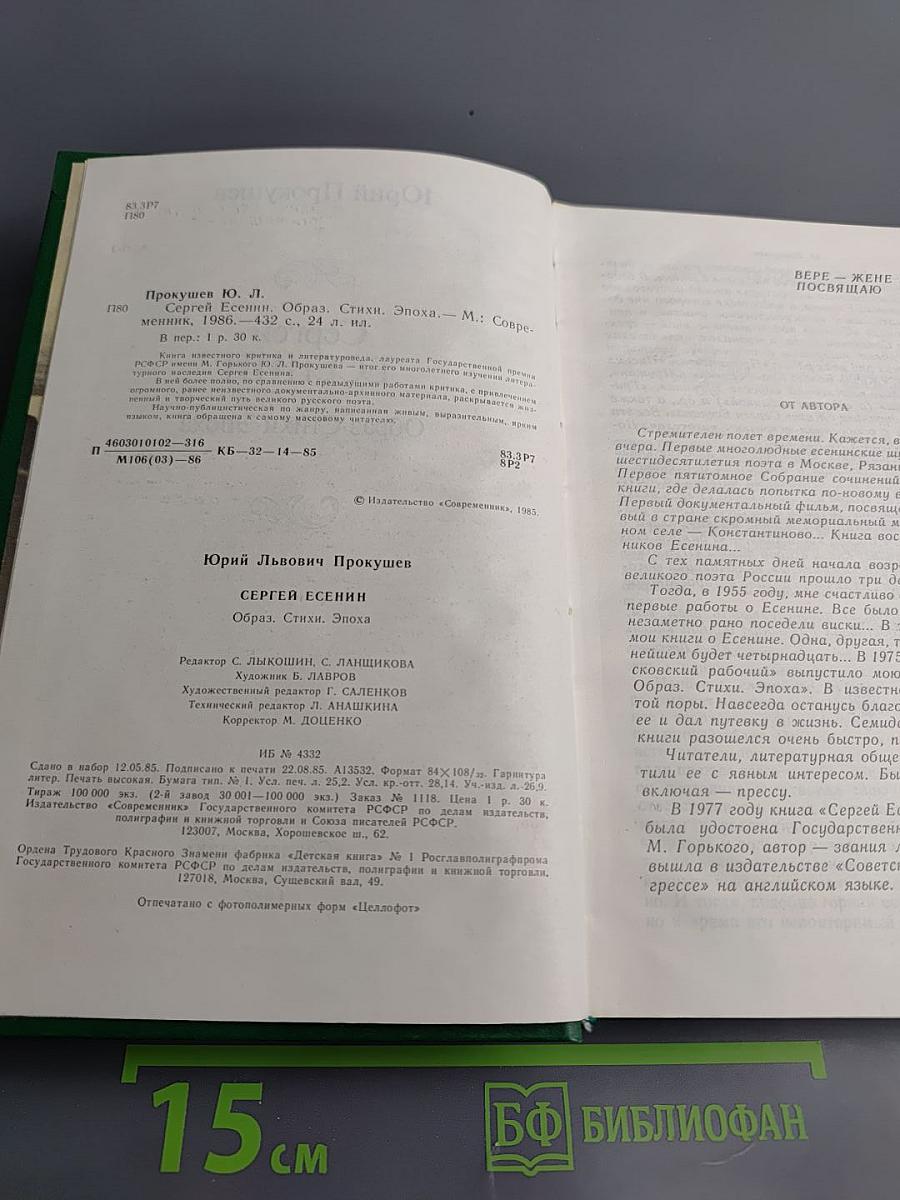 83.3Р7
П80
Прокушев Ю. Л.
П80 Сергей Есенин. Образ. Стихи. Эпоха.— М.: Совре-
менник, 1986.—432 с., 24 л. ил.
В пер.: 1 р. 30 к.
Книга известного критика и литературоведа, лауреата Государственной премии
РСФСР имени М. Горького Ю. Л. Прокушева — итог его многолетнего изучения литера-
турного наследия Сергея Есенина.
В ней более полно, по сравнению с предыдущими работами критика, с привлечением
огромного, ранее неизвестного документально-архивного материала, раскрывается жиз-
ненный и творческий путь великого русского поэта.
Научно-публицистическая по жанру, написанная живым, выразительным, ярким
языком, книга обращена к самому массовому читателю.
П 4603010102—316 КБ—32—14—85
М106(03)—86
83.3Р7
8Р2
© Издательство «Современник», 1985.
Юрий Львович Прокушев
СЕРГЕЙ ЕСЕНИН
Образ. Стихи. Эпоха
Редактор С. ЛЫКОШИН, С. ЛАНЩИКОВА
Художник Б. ЛАВРОВ
Художественный редактор Г. САЛЕНКОВ
Технический редактор Л. АНАШКИНА
Корректор М. ДОЦЕНКО
ИБ № 4332
Сдано в набор 12.05.85. Подписано к печати 22.08.85. А13532. Формат 84×108/32. Гарнитура
литер. Печать высокая. Бумага тип. № 1. Усл. печ. л. 25,2. Усл. кр.-отт. 28,14. Уч.-изд. л.-26,9.
Тираж 100 000 экз. (2-й завод 30 001—100 000 экз.) Заказ № 1118. Цена 1 р. 30 к.
Издательство «Современник» Государственного комитета РСФСР по делам издательств,
полиграфии и книжной торговли и Союза писателей РСФСР.
123007, Москва, Хорошевское ш., 62.
Ордена Трудового Красного Знамени фабрика «Детская книга» № 1 Росглавполиграфпрома
Государственного комитета РСФСР по делам издательств, полиграфии и книжной торговли.
127018, Москва, Сущевский вал, 49.
Отпечатано с фотополимерных форм «Целлофот»
ВЕРЕ — ЖЕНЕ
ПОСВЯЩАЮ
ОТ АВТОРА
Стремителен полет времени. Кажется, в
вчера. Первые многолюдные есенинские
шестидесятилетия поэта в Москве, Рязани
Первое пятитомное Собрание сочинений
книги, где делалась попытка по-новому в
Первый документальный фильм, посвяще
вый в стране скромный мемориальный м
ном селе — Константиново... Книга вос
ников Есенина...
С тех памятных дней начала возр
великого поэта России прошло три де
Тогда, в 1955 году, мне счастливо
первые работы о Есенине. Все было
незаметно рано поседели виски... В
мои книги о Есенине. Одна, другая, т
нейшем будет четырнадцать... В 1975
сковский рабочий» выпустило мою
Образ. Стихи. Эпоха». В известн
той поры. Навсегда останусь благо
ее и дал путевку в жизнь. Семиде
книги разошелся очень быстро, п
Читатели, литературная обще
тили ее с явным интересом. Бы
включая — прессу.
В 1977 году книга «Сергей Ес
была удостоена Государственн
М. Горького, автор — звания л
вышла в издательстве «Советс
грессе» на английском языке.
15 см
БФ БИБЛИОФАН